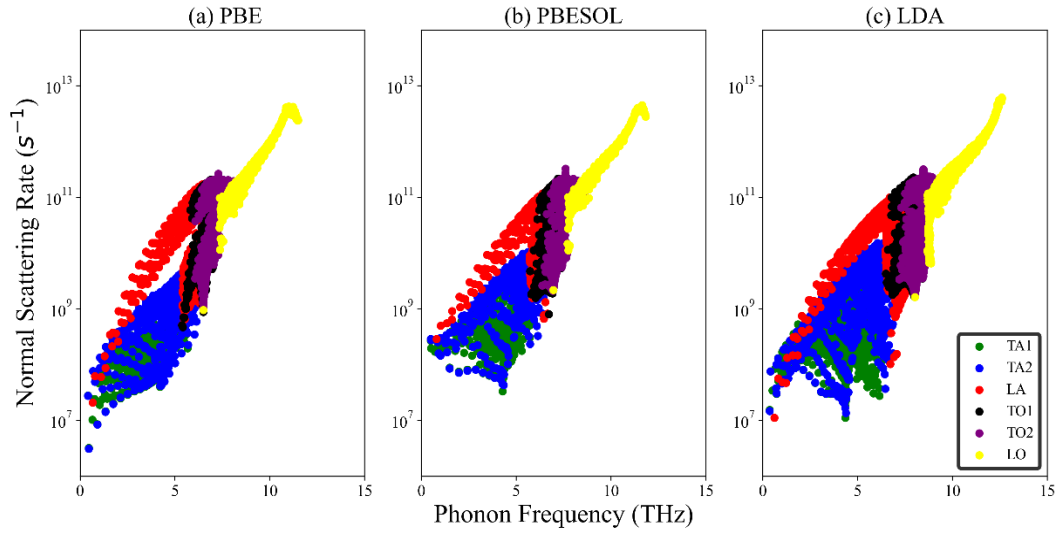 (a) PBE
(b) PBESOL
(c) LDA
Normal Scattering Rate (s⁻¹)
10¹³
10¹¹
10⁹
10⁷
0 5 10 15
10¹³
10¹¹
10⁹
10⁷
0 5 10 15
10¹³
10¹¹
10⁹
10⁷
0 5 10 15
TA1
TA2
LA
TO1
TO2
LO
Phonon Frequency (THz)